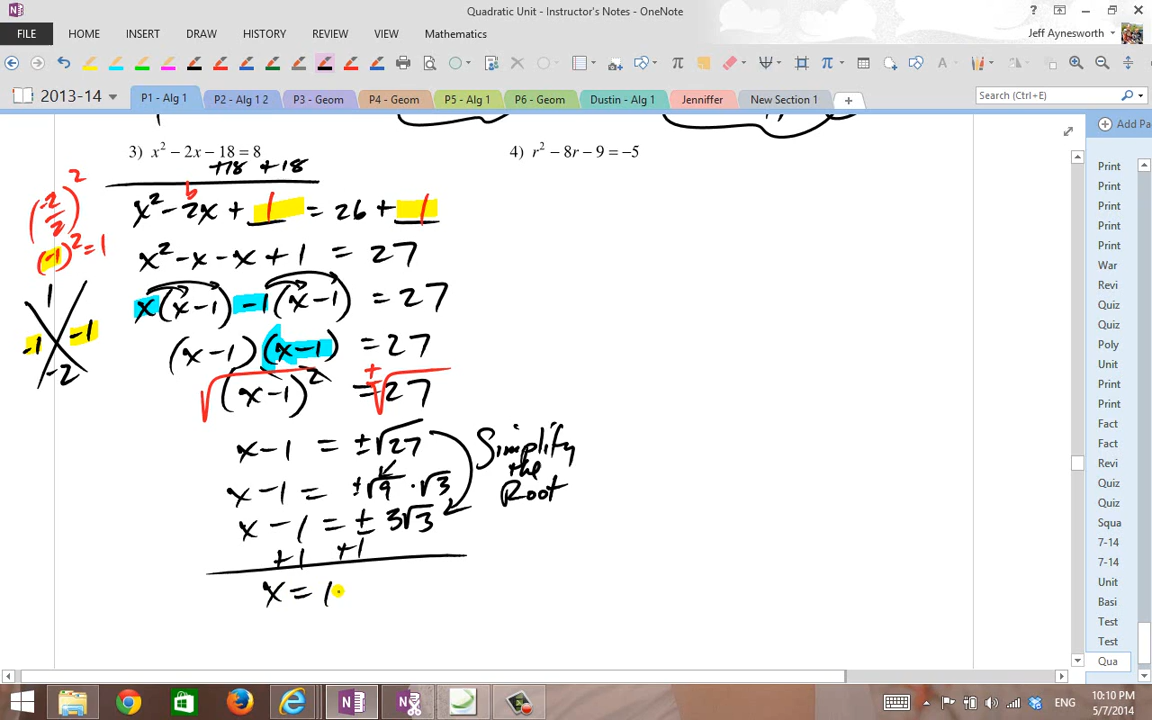 Quadratic Unit - Instructor's Notes - OneNote
FILE HOME INSERT DRAW HISTORY REVIEW VIEW Mathematics
Jeff Aynesworth
2013-14 P1 - Alg 1 P2 - Alg 1 2 P3 - Geom P4 - Geom P5 - Alg 1 P6 - Geom Dustin - Alg 1 Jenniffer New Section 1
Search (Ctrl+E)
Add Pa
3) x² − 2x − 18 = 8
+18 +18
4) r² − 8r − 9 = −5
b
x² − 2x + 1 = 26 + 1
(-2/2)²
(-1)² = 1
x² − x − x + 1 = 27
x(x−1) −1(x−1) = 27
1
-1 -1
-2
(x−1)(x−1) = 27
√(x−1)² = ±√27
x−1 = ±√27
Simplify
the
Root
x−1 = ±√9 · √3
x − 1 = ± 3√3
+1 +1
x = 1
Print
Print
Print
Print
Print
War
Reviz
Quiz
Quiz
Poly
Unit
Print
Print
Fact
Fact
Revi
Quiz
Quiz
Squa
7-14
7-14
Unit
Basi
Test
Test
Qua
ENG
10:10 PM
5/7/2014